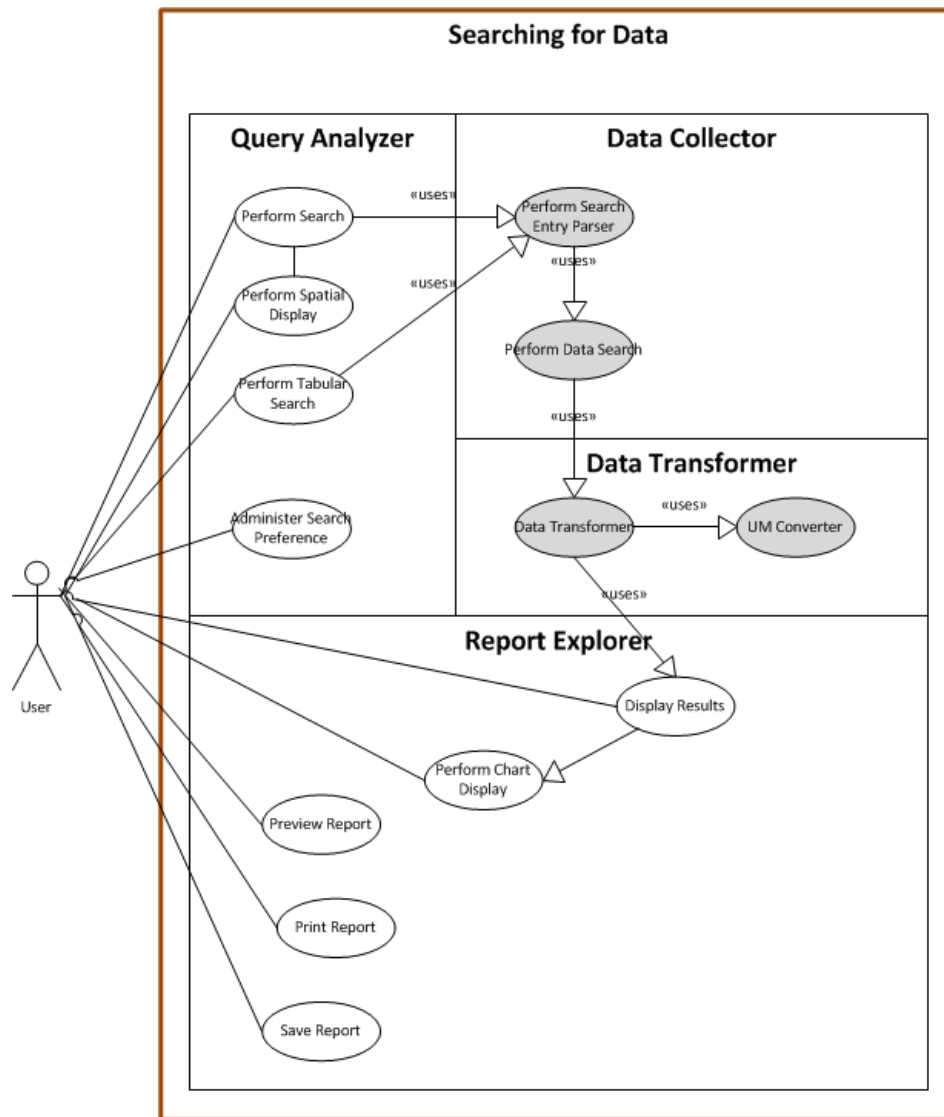 Searching for Data
Query Analyzer
Data Collector
Perform Search
«uses»
Perform Search
Entry Parser
«uses»
Perform Spatial
Display
«uses»
Perform Data Search
Perform Tabular
Search
«uses»
Data Transformer
Administer Search
Preference
Data Transformer
«uses»
UM Converter
«uses»
Report Explorer
User
Display Results
Perform Chart
Display
Preview Report
Print Report
Save Report